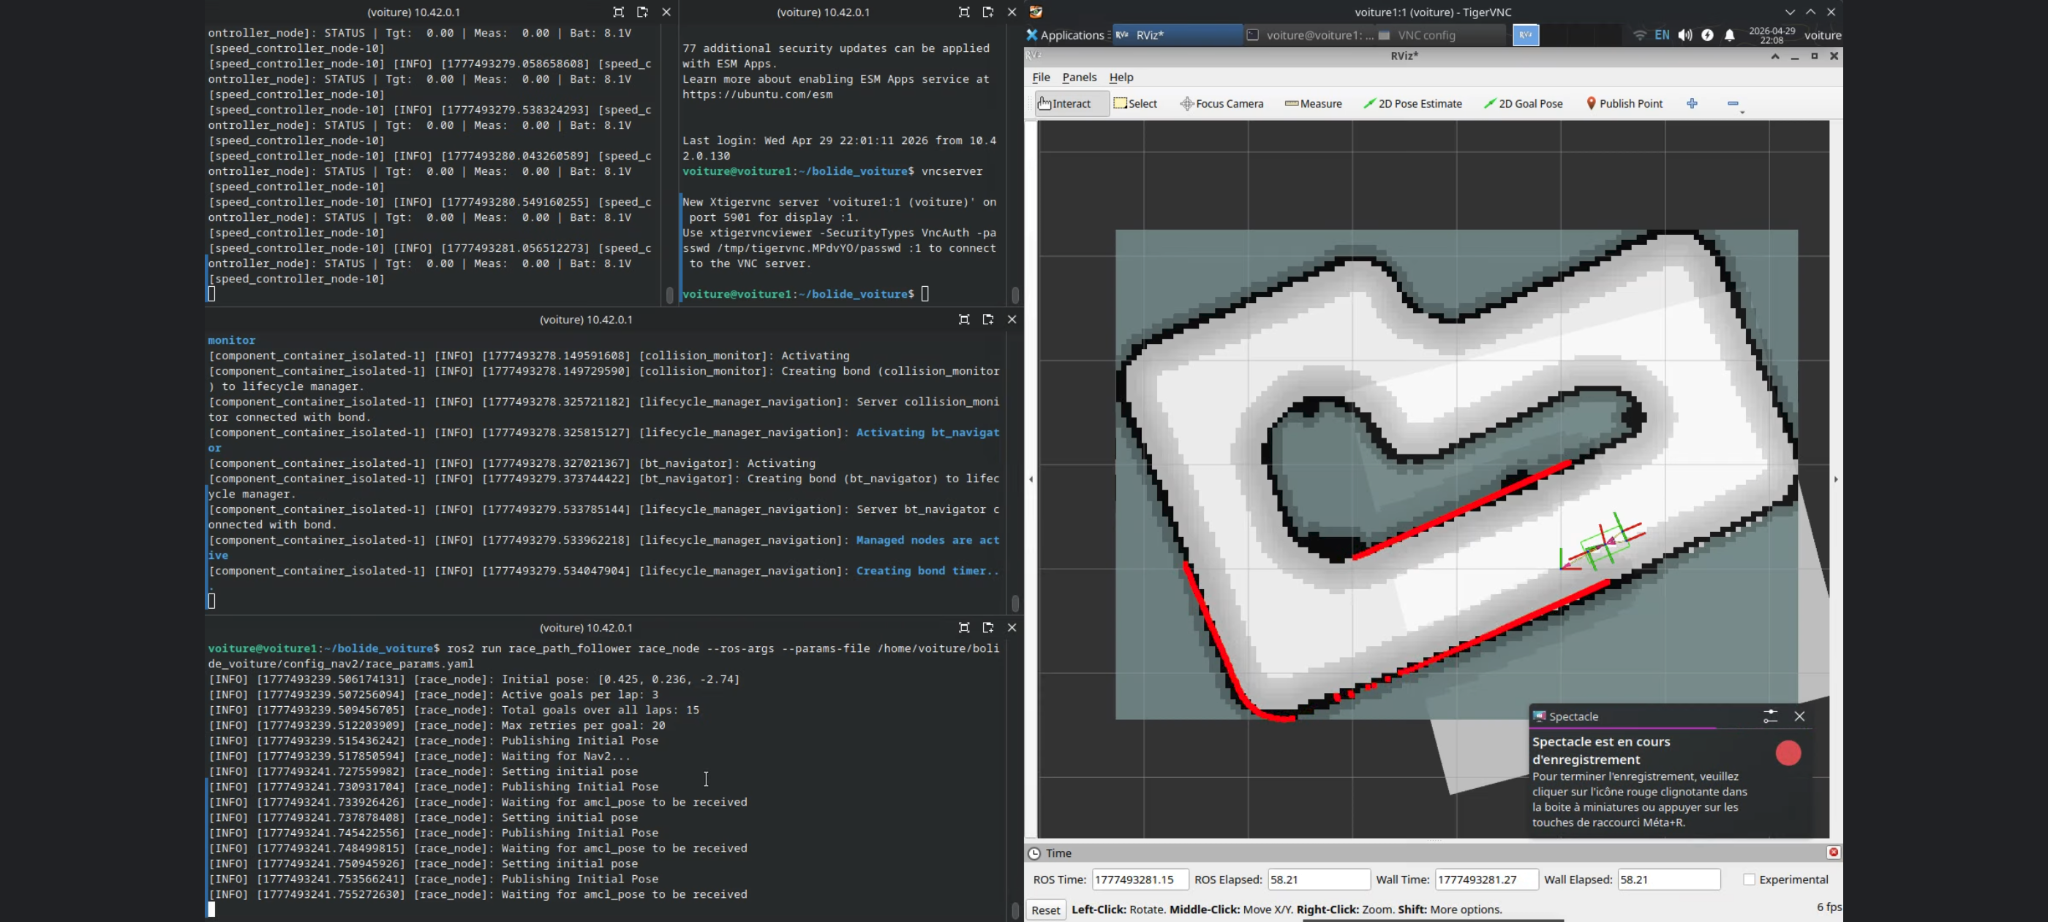 (voiture) 10.42.0.1
ontroller_node]: STATUS | Tgt:  0.00 | Meas:  0.00 | Bat: 8.1V
[speed_controller_node-10]
[speed_controller_node-10] [INFO] [1777493279.058658608] [speed_c
ontroller_node]: STATUS | Tgt:  0.00 | Meas:  0.00 | Bat: 8.1V
[speed_controller_node-10]
[speed_controller_node-10] [INFO] [1777493279.538324293] [speed_c
ontroller_node]: STATUS | Tgt:  0.00 | Meas:  0.00 | Bat: 8.1V
[speed_controller_node-10]
[speed_controller_node-10] [INFO] [1777493280.043260589] [speed_c
ontroller_node]: STATUS | Tgt:  0.00 | Meas:  0.00 | Bat: 8.1V
[speed_controller_node-10]
[speed_controller_node-10] [INFO] [1777493280.549160255] [speed_c
ontroller_node]: STATUS | Tgt:  0.00 | Meas:  0.00 | Bat: 8.1V
[speed_controller_node-10]
[speed_controller_node-10] [INFO] [1777493281.056512273] [speed_c
ontroller_node]: STATUS | Tgt:  0.00 | Meas:  0.00 | Bat: 8.1V
[speed_controller_node-10]
(voiture) 10.42.0.1
77 additional security updates can be applied
with ESM Apps.
Learn more about enabling ESM Apps service at
https://ubuntu.com/esm
Last login: Wed Apr 29 22:01:11 2026 from 10.4
2.0.130
voiture@voiture1:~/bolide_voiture$ vncserver
New Xtigervnc server 'voiture1:1 (voiture)' on
port 5901 for display :1.
Use xtigervncviewer -SecurityTypes VncAuth -pa
sswd /tmp/tigervnc.MPdvYO/passwd :1 to connect
to the VNC server.
voiture@voiture1:~/bolide_voiture$
(voiture) 10.42.0.1
monitor
[component_container_isolated-1] [INFO] [1777493278.149591608] [collision_monitor]: Activating
[component_container_isolated-1] [INFO] [1777493278.149729590] [collision_monitor]: Creating bond (collision_monitor
) to lifecycle manager.
[component_container_isolated-1] [INFO] [1777493278.325721182] [lifecycle_manager_navigation]: Server collision_moni
tor connected with bond.
[component_container_isolated-1] [INFO] [1777493278.325815127] [lifecycle_manager_navigation]: Activating bt_navigat
or
[component_container_isolated-1] [INFO] [1777493278.327021367] [bt_navigator]: Activating
[component_container_isolated-1] [INFO] [1777493278.373744422] [bt_navigator]: Creating bond (bt_navigator) to lifec
ycle manager.
[component_container_isolated-1] [INFO] [1777493279.533785144] [lifecycle_manager_navigation]: Server bt_navigator c
onnected with bond.
[component_container_isolated-1] [INFO] [1777493279.533962218] [lifecycle_manager_navigation]: Managed nodes are act
ive
[component_container_isolated-1] [INFO] [1777493279.534047904] [lifecycle_manager_navigation]: Creating bond timer..
.
(voiture) 10.42.0.1
voiture@voiture1:~/bolide_voiture$ ros2 run race_path_follower race_node --ros-args --params-file /home/voiture/boli
de_voiture/config_nav2/race_params.yaml
[INFO] [1777493239.506174131] [race_node]: Initial pose: [0.425, 0.236, -2.74]
[INFO] [1777493239.507256094] [race_node]: Active goals per lap: 3
[INFO] [1777493239.509456705] [race_node]: Total goals over all laps: 15
[INFO] [1777493239.512203909] [race_node]: Max retries per goal: 20
[INFO] [1777493239.515436242] [race_node]: Publishing Initial Pose
[INFO] [1777493239.517850594] [race_node]: Waiting for Nav2...
[INFO] [1777493241.727559982] [race_node]: Setting initial pose
[INFO] [1777493241.730931704] [race_node]: Publishing Initial Pose
[INFO] [1777493241.733926426] [race_node]: Waiting for amcl_pose to be received
[INFO] [1777493241.737878408] [race_node]: Setting initial pose
[INFO] [1777493241.745422556] [race_node]: Publishing Initial Pose
[INFO] [1777493241.748499815] [race_node]: Waiting for amcl_pose to be received
[INFO] [1777493241.750945926] [race_node]: Setting initial pose
[INFO] [1777493241.753566241] [race_node]: Publishing Initial Pose
[INFO] [1777493241.755272630] [race_node]: Waiting for amcl_pose to be received
voiture1:1 (voiture) - TigerVNC
Applications RViz* voiture@voiture1: ... VNC config EN 2026-04-29 22:08 voiture
RViz*
File Panels Help
Interact Select Focus Camera Measure 2D Pose Estimate 2D Goal Pose Publish Point
Spectacle
Spectacle est en cours
d'enregistrement
Pour terminer l'enregistrement, veuillez
cliquer sur l'icône rouge clignotante dans
la boite à miniatures ou appuyer sur les
touches de raccourci Méta+R.
Time
ROS Time: 1777493281.15 ROS Elapsed: 58.21 Wall Time: 1777493281.27 Wall Elapsed: 58.21 Experimental
Reset Left-Click: Rotate. Middle-Click: Move X/Y. Right-Click: Zoom. Shift: More options. 6 fps